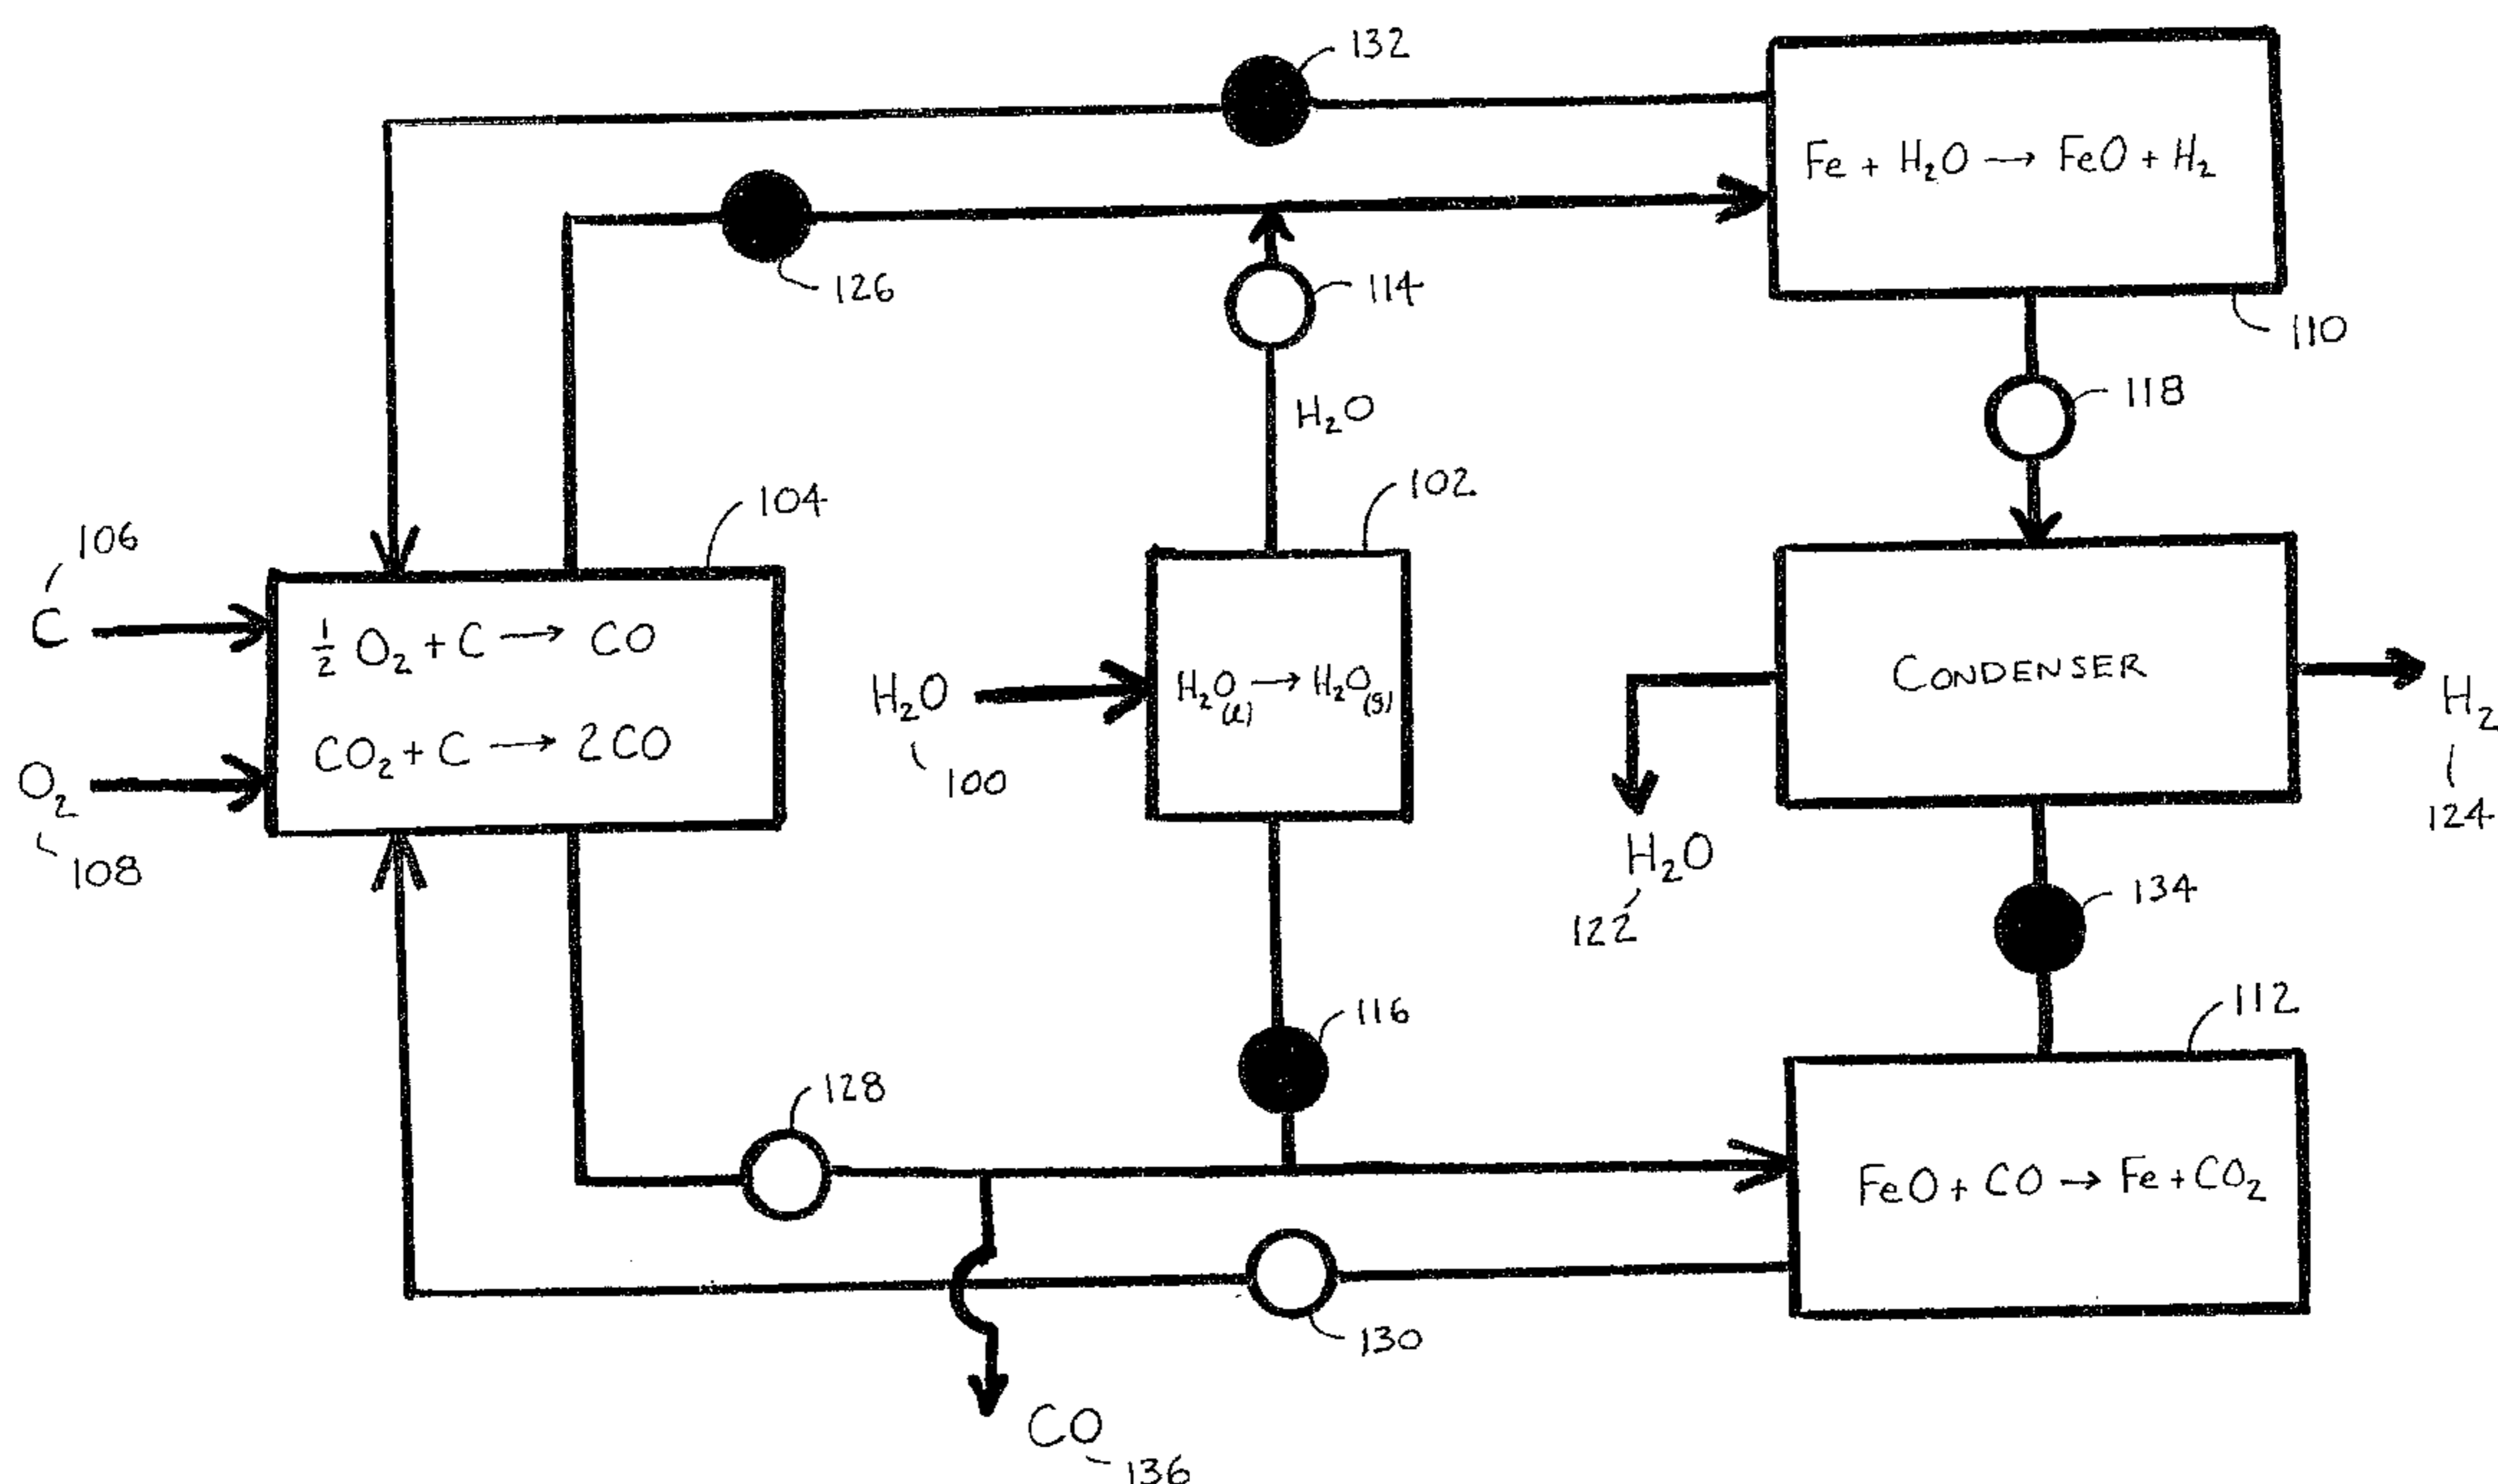 132
Fe + H₂O → FeO + H₂
126
114
110
H₂O
118
102
104
106
C
½ O₂ + C → CO
CO₂ + C → 2CO
O₂
108
H₂O
100
H₂O(l) → H₂O(g)
CONDENSER
H₂
124
H₂O
122
134
116
112
128
FeO + CO → Fe + CO₂
130
CO
136